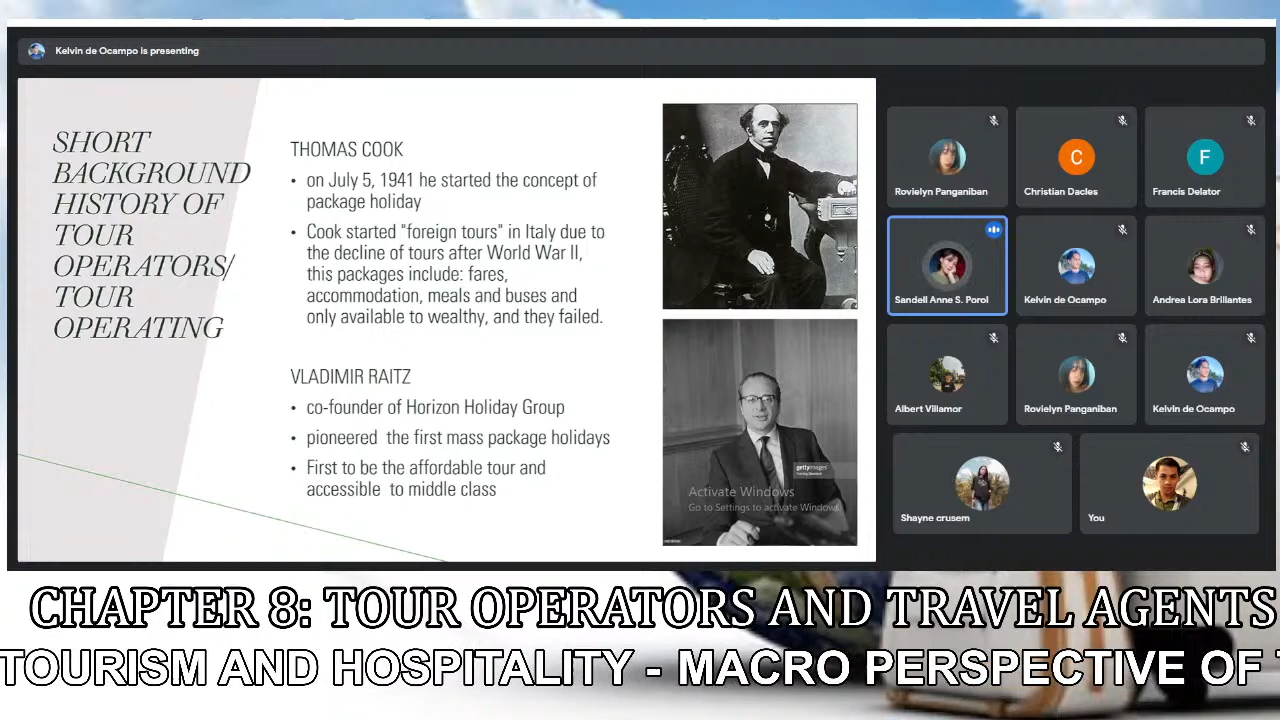 Kelvin de Ocampo is presenting
SHORT
BACKGROUND
HISTORY OF
TOUR
OPERATORS/
TOUR
OPERATING
THOMAS COOK
• on July 5, 1941 he started the concept of
package holiday
• Cook started "foreign tours" in Italy due to
the decline of tours after World War II,
this packages include: fares,
accommodation, meals and buses and
only available to wealthy, and they failed.
VLADIMIR RAITZ
• co-founder of Horizon Holiday Group
• pioneered the first mass package holidays
• First to be the affordable tour and
accessible to middle class
gettyimages
Activate Windows
Go to Settings to activate Windows.
Rovielyn Panganiban
C
Christian Dacles
F
Francis Delator
Sandell Anne S. Porol
Kelvin de Ocampo
Andrea Lora Brillantes
Albert Villamor
Rovielyn Panganiban
Kelvin de Ocampo
Shayne crusem
You
CHAPTER 8: TOUR OPERATORS AND TRAVEL AGENTS
TOURISM AND HOSPITALITY - MACRO PERSPECTIVE OF